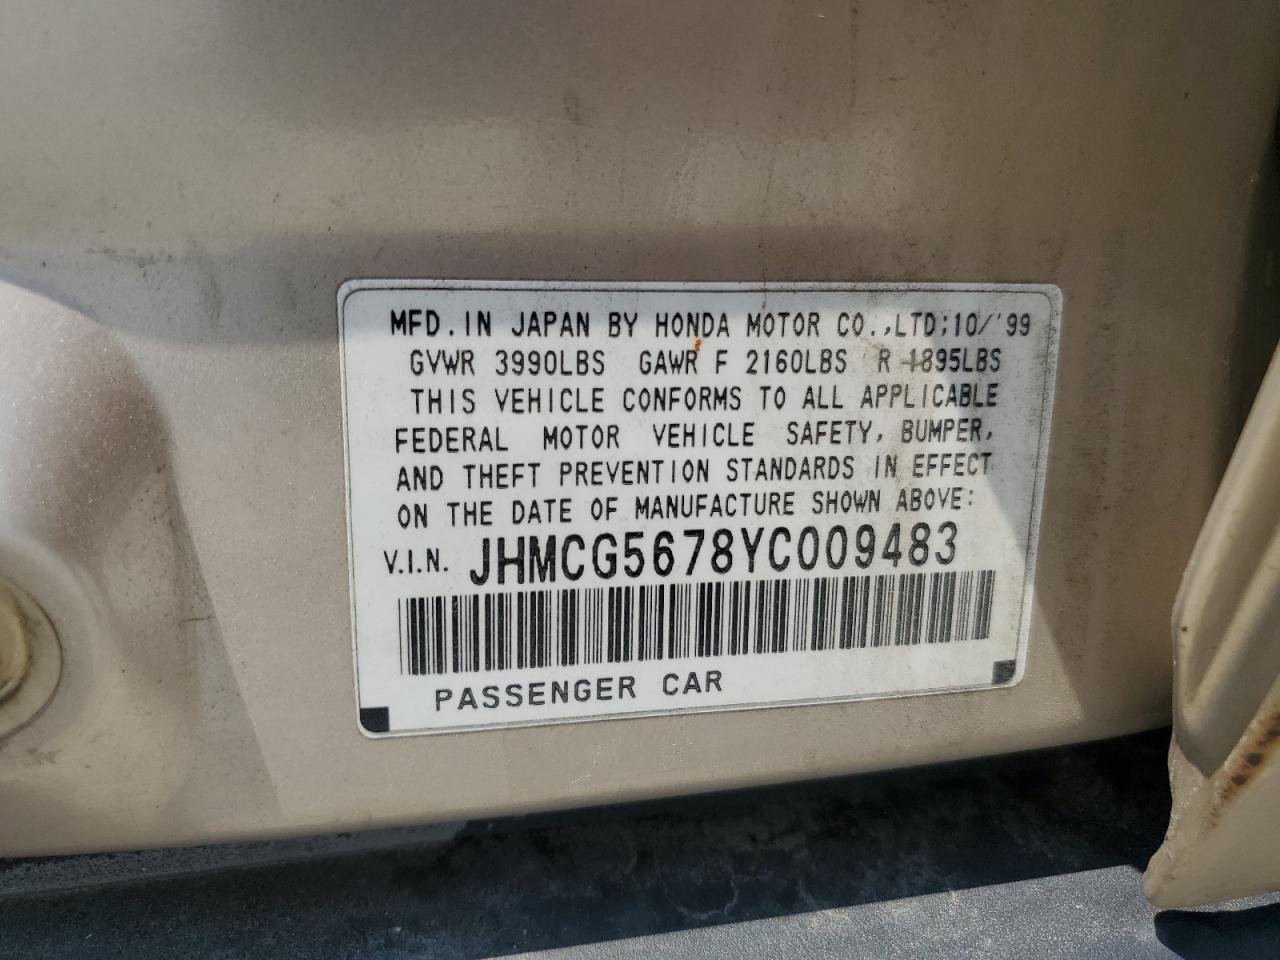 MFD. IN JAPAN BY HONDA MOTOR CO.,LTD;10/'99
GVWR 3990LBS GAWR F 2160LBS R 1895LBS
THIS VEHICLE CONFORMS TO ALL APPLICABLE
FEDERAL MOTOR VEHICLE SAFETY, BUMPER,
AND THEFT PREVENTION STANDARDS IN EFFECT
ON THE DATE OF MANUFACTURE SHOWN ABOVE:
V.I.N. JHMCG5678YC009483
PASSENGER CAR